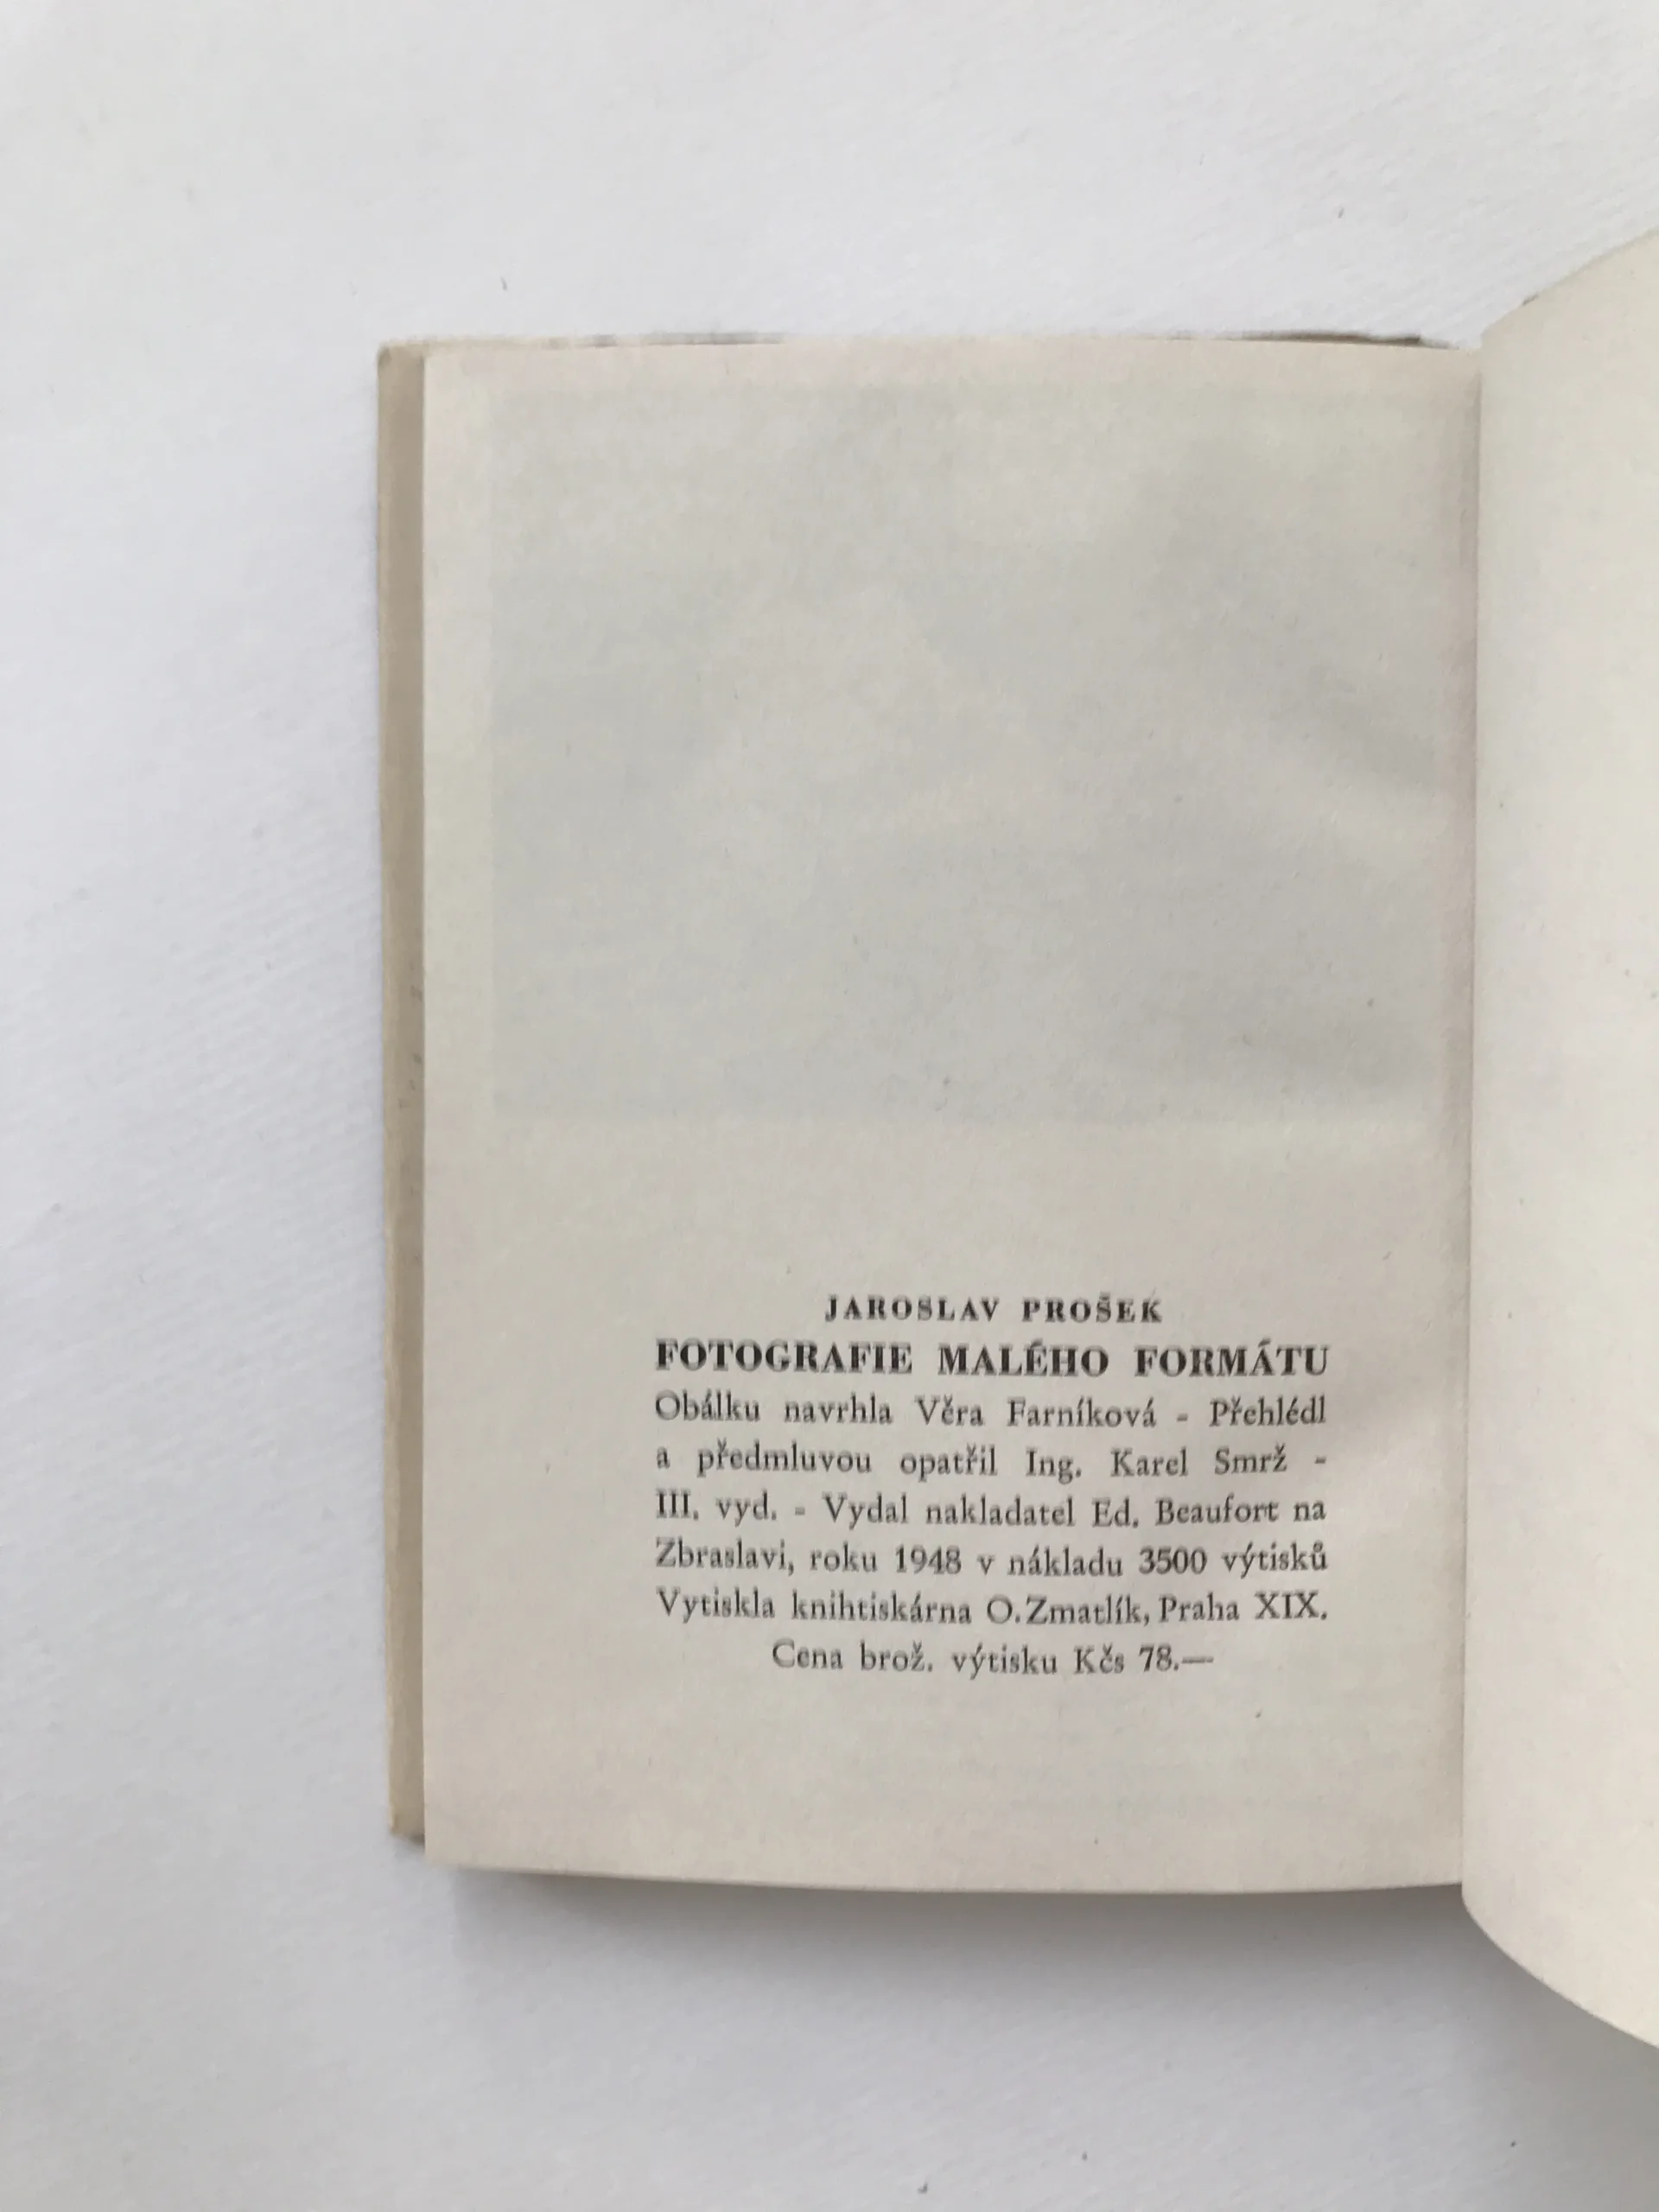 JAROSLAV PROŠEK
FOTOGRAFIE MALÉHO FORMÁTU
Obálku navrhla Věra Farníková - Přehlédl
a předmluvou opatřil Ing. Karel Smrž -
III. vyd. - Vydal nakladatel Ed. Beaufort na
Zbraslavi, roku 1948 v nákladu 3500 výtisků
Vytiskla knihtiskárna O. Zmatlík, Praha XIX.
Cena brož. výtisku Kčs 78.—